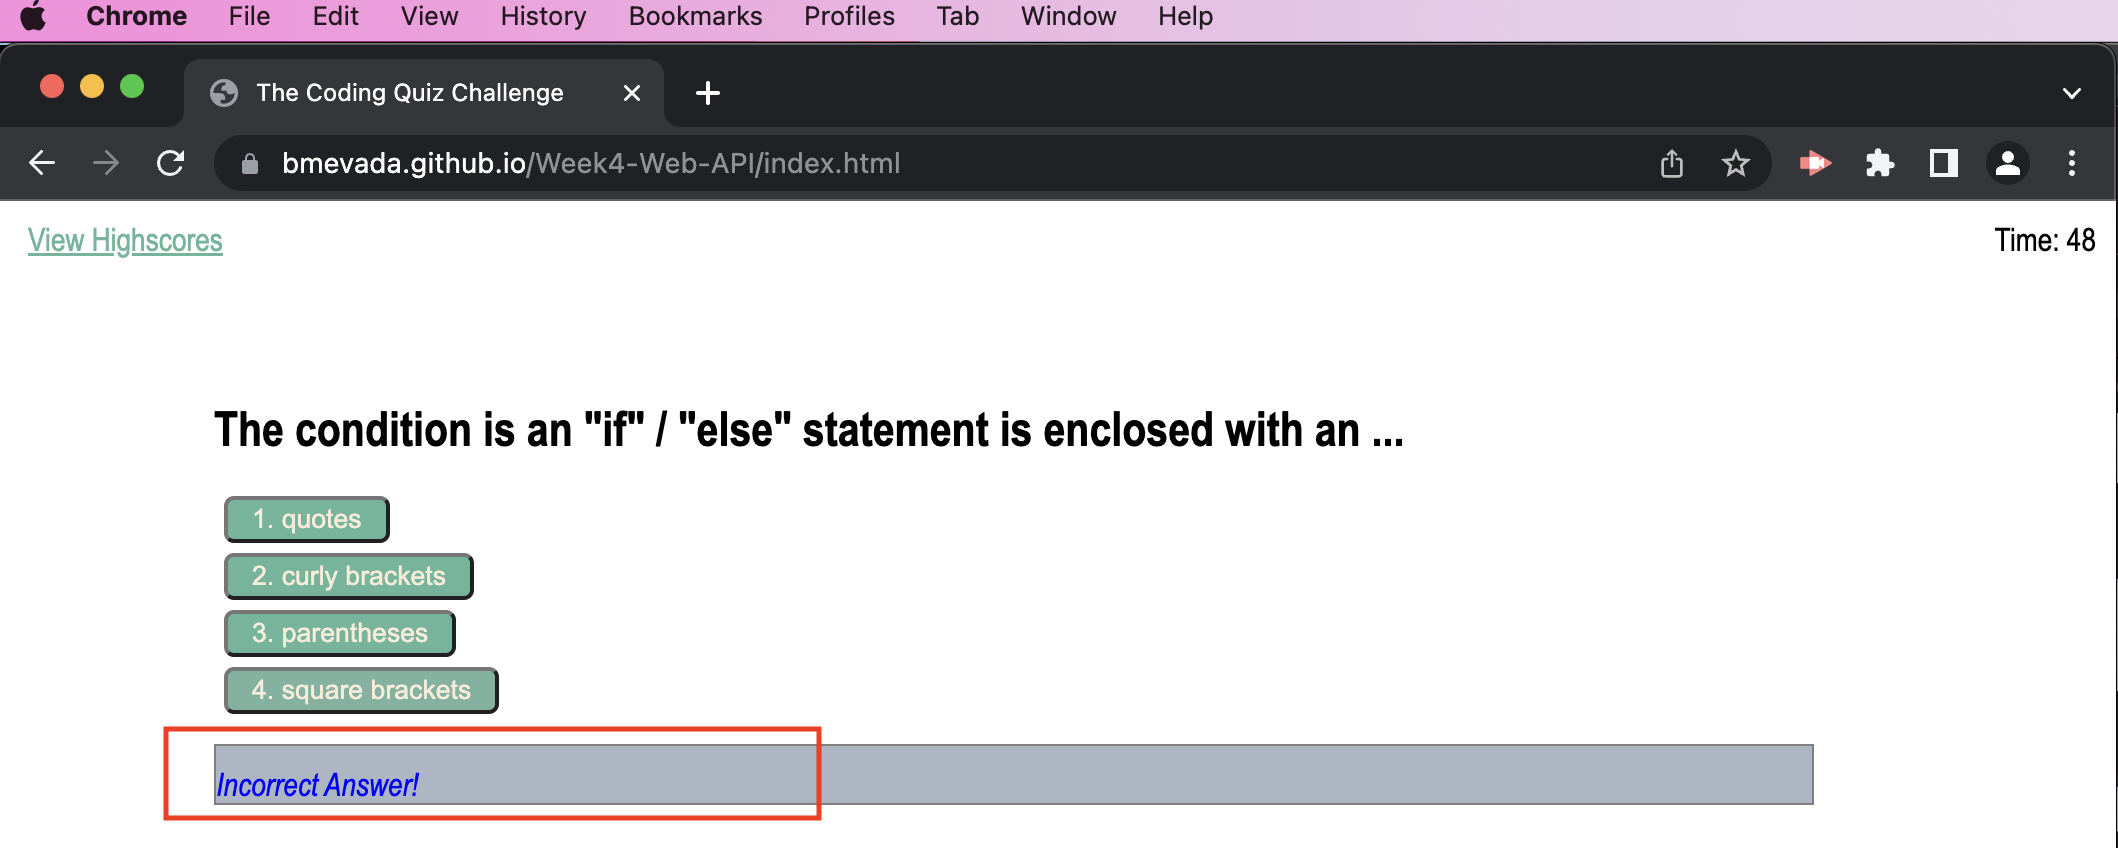 Chrome File Edit View History Bookmarks Profiles Tab Window Help
The Coding Quiz Challenge
bmevada.github.io/Week4-Web-API/index.html
View Highscores
Time: 48
The condition is an "if" / "else" statement is enclosed with an ...
1. quotes
2. curly brackets
3. parentheses
4. square brackets
Incorrect Answer!